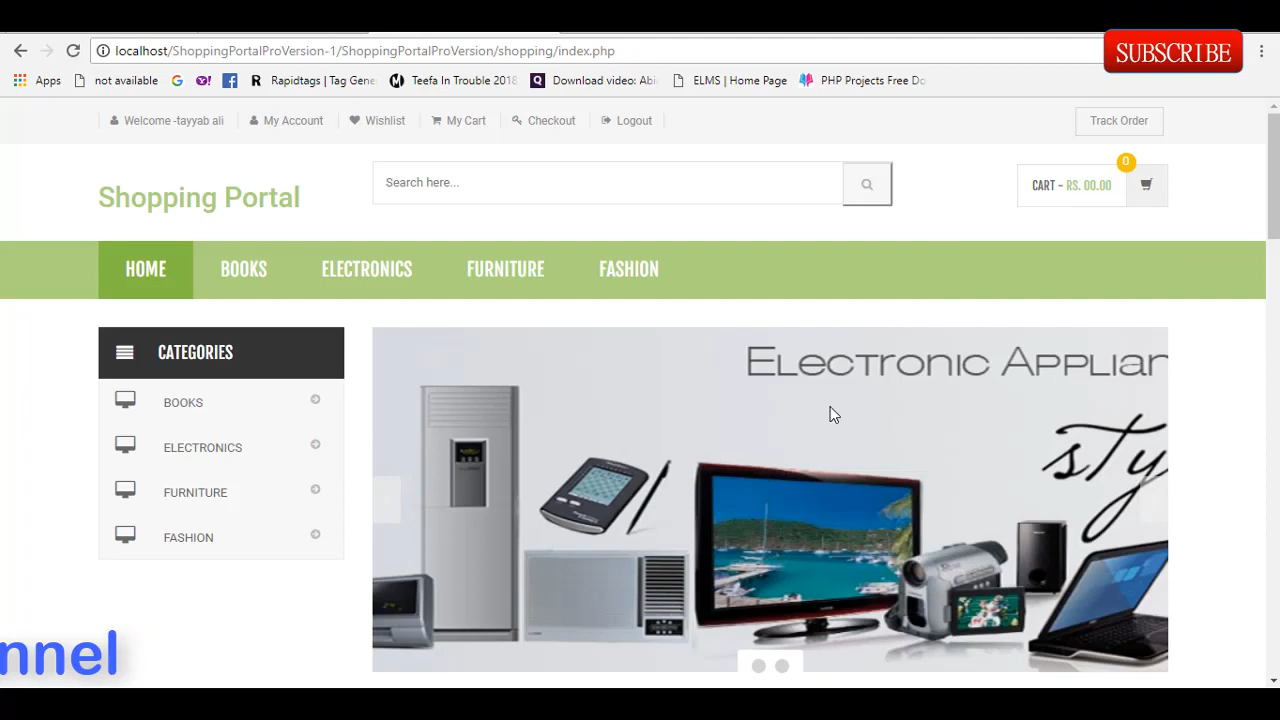 localhost/ShoppingPortalProVersion-1/ShoppingPortalProVersion/shopping/index.php
SUBSCRIBE
Apps not available Rapidtags | Tag Gene Teefa In Trouble 2018 Download video: Abi ELMS | Home Page PHP Projects Free Do
Welcome -tayyab ali My Account Wishlist My Cart Checkout Logout Track Order
Shopping Portal
Search here...
0
CART - RS. 00.00
HOME BOOKS ELECTRONICS FURNITURE FASHION
CATEGORIES
BOOKS
ELECTRONICS
FURNITURE
FASHION
Electronic Applian
sty
nnel